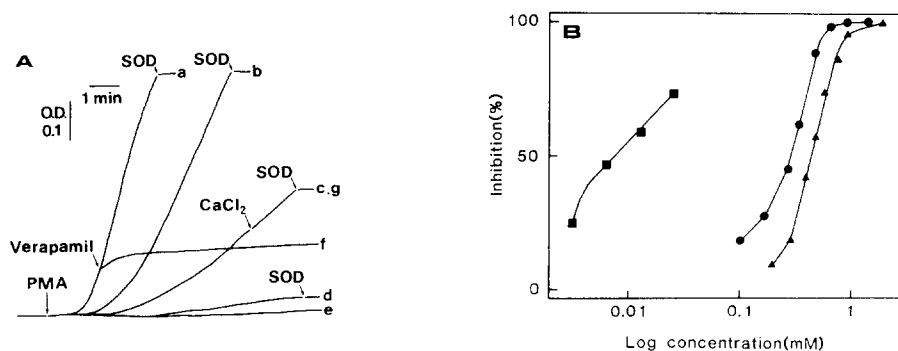 A
SOD
a
SOD
b
1 min
O.D.
0.1
SOD
c.g
CaCl₂
Verapamil
f
PMA
SOD
d
e
B
100
50
0
Inhibition(%)
0.01
0.1
1
Log concentration(mM)